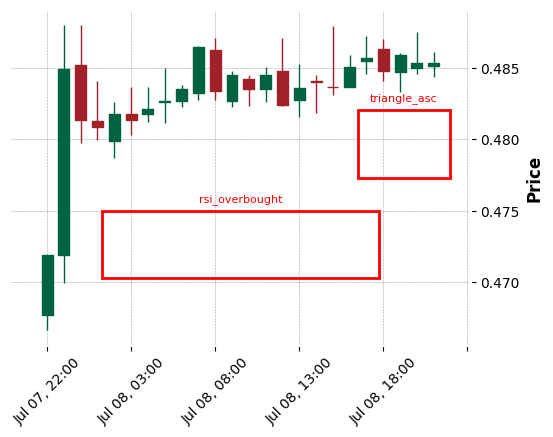 0.485
triangle_asc
0.480
0.475
rsi_overbought
0.470
Price
Jul 07, 22:00
Jul 08, 03:00
Jul 08, 08:00
Jul 08, 13:00
Jul 08, 18:00